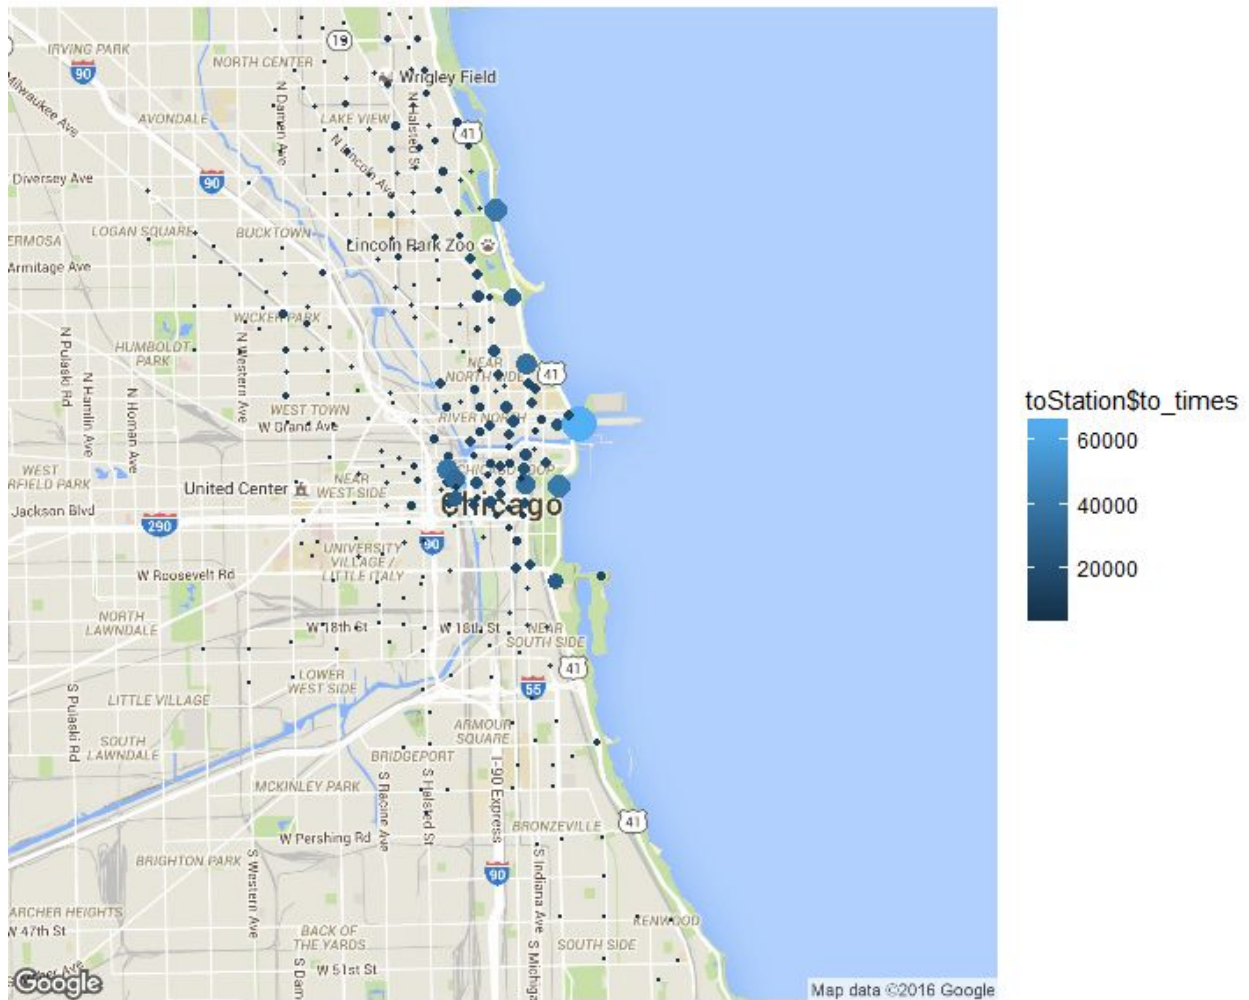 19
IRVING PARK
90
NORTH CENTER
Wrigley Field
Milwaukee Ave
N Damen Ave
N Halsted St
AVONDALE
LAKE VIEW
41
N Lincoln Ave
Diversey Ave
90
LOGAN SQUARE
BUCKTOWN
ERMOSA
Lincoln Park Zoo
Armitage Ave
WICKER PARK
N Pulaski Rd
N Hamlin Ave
N Homan Ave
N Western Ave
HUMBOLDT
PARK
NEAR
NORTH SIDE
41
WEST TOWN
RIVER NORTH
W Grand Ave
WEST
RFIELD PARK
CHICAGO LOOP
United Center
NEAR
WEST SIDE
Chicago
Jackson Blvd
290
90
UNIVERSITY
VILLAGE /
LITTLE ITALY
W Roosevelt Rd
NORTH
LAWNDALE
W 18th St
W 18th St
NEAR
SOUTH SIDE
41
LOWER
WEST SIDE
55
S Pulaski Rd
LITTLE VILLAGE
SOUTH
LAWNDALE
ARMOUR
SQUARE
BRIDGEPORT
I-90 Express
S Racine Ave
S Halsted St
MCKINLEY PARK
41
BRONZEVILLE
W Pershing Rd
BRIGHTON PARK
S Western Ave
90
S Indiana Ave
ARCHER HEIGHTS
W 47th St
BACK OF
THE YARDS
KENWOOD
SOUTH SIDE
S Dam
S Michiga
W 51st St
Google
Map data ©2016 Google
toStation$to_times
60000
40000
20000